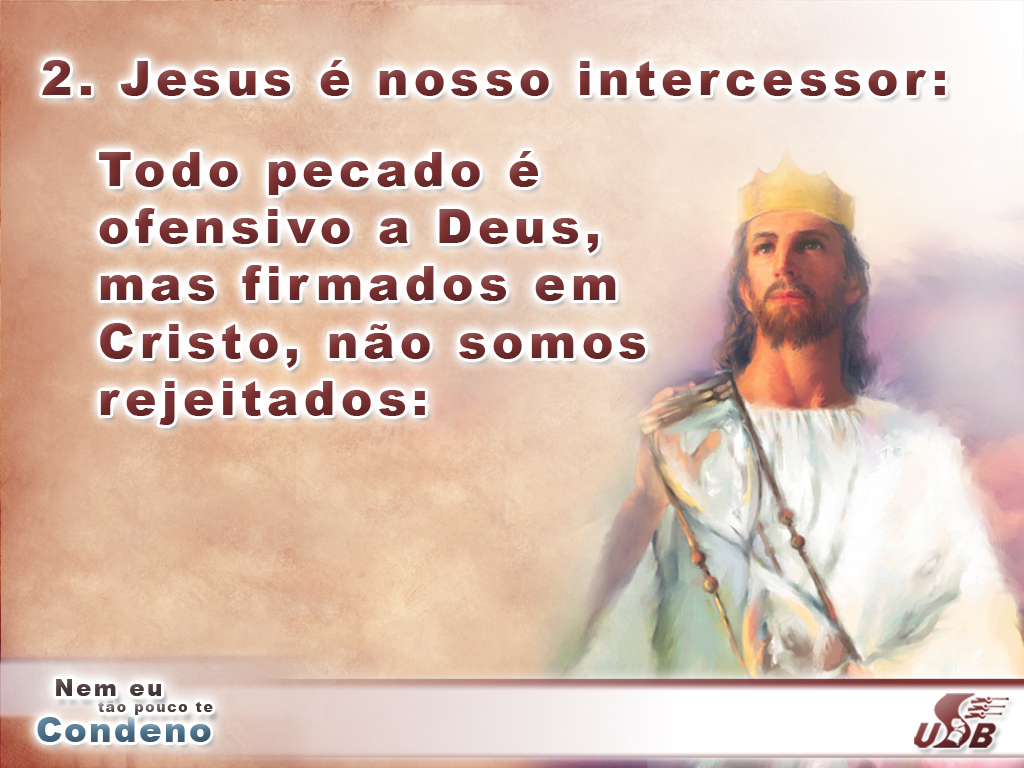 2. Jesus é nosso intercessor:
Todo pecado é
ofensivo a Deus,
mas firmados em
Cristo, não somos
rejeitados:
Nem eu
tão pouco te
Condeno
USB